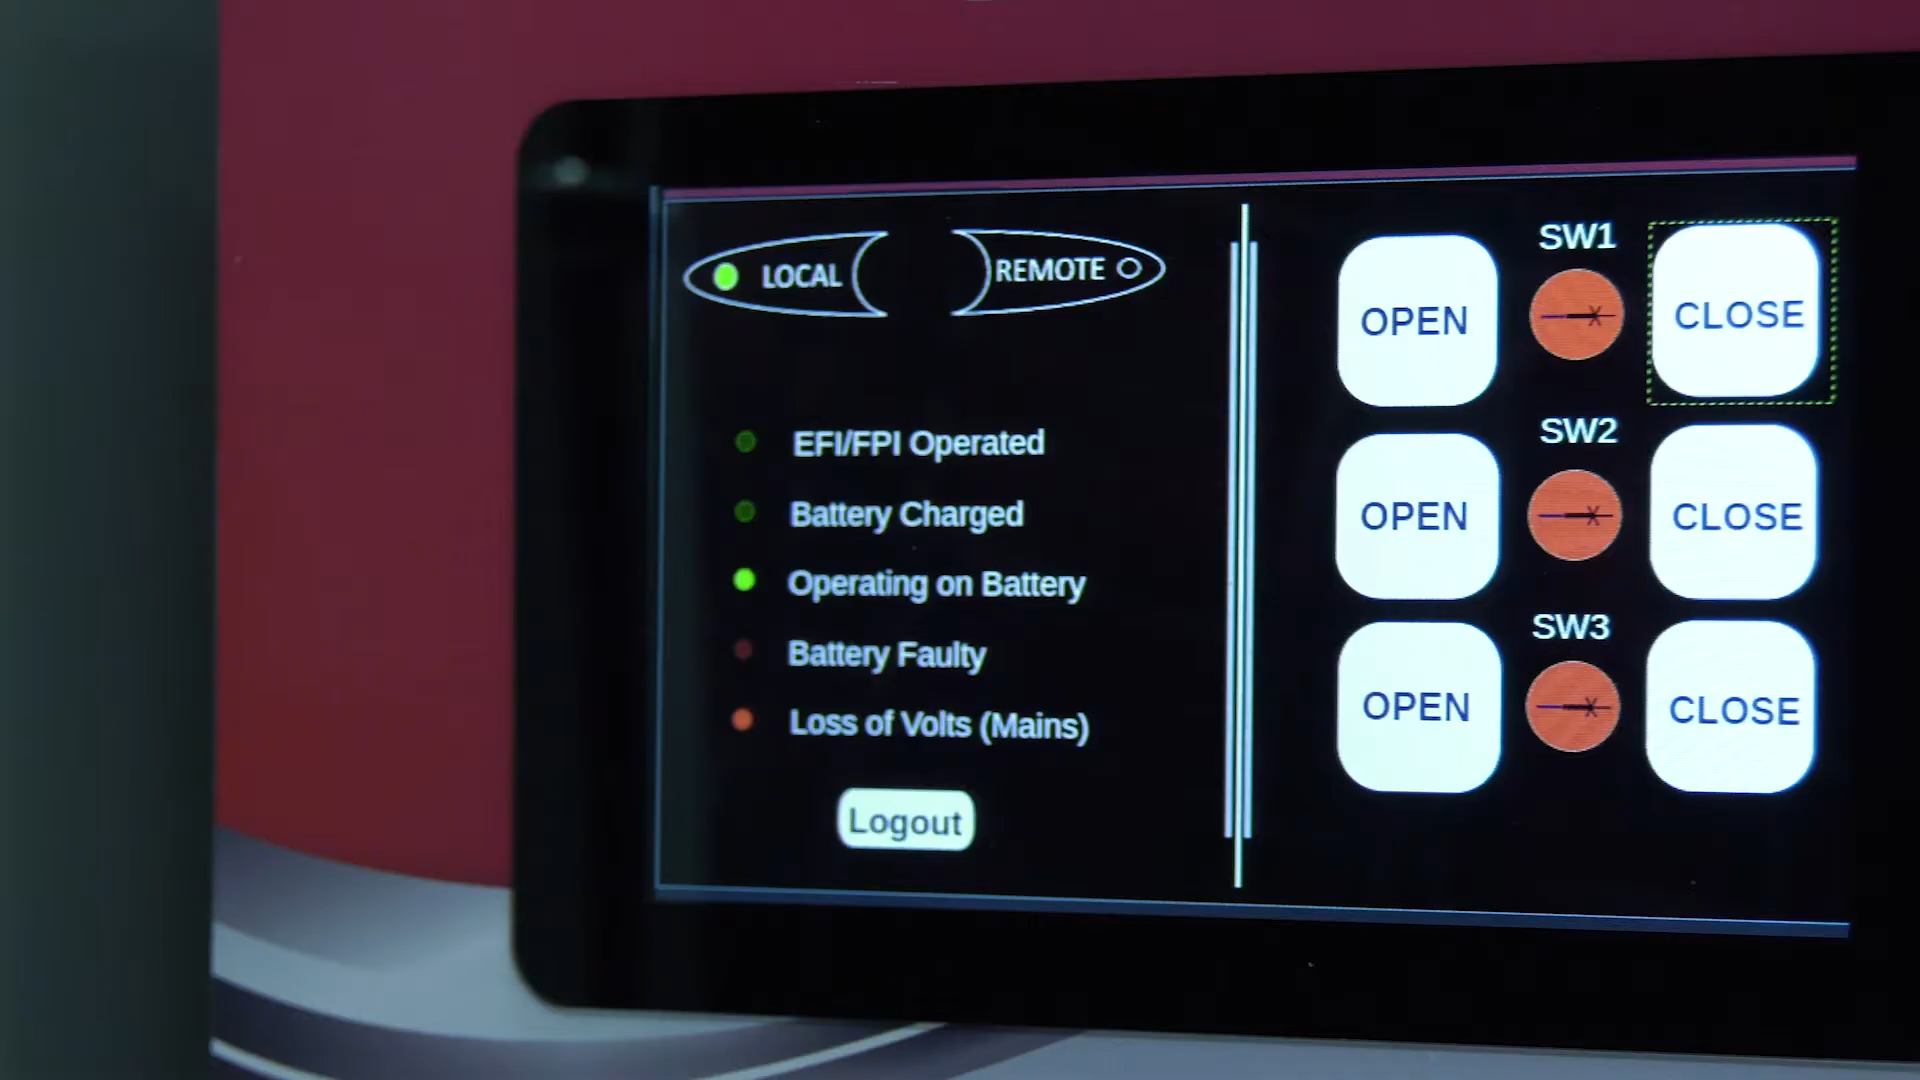 LOCAL
REMOTE
EFI/FPI Operated
Battery Charged
Operating on Battery
Battery Faulty
Loss of Volts (Mains)
Logout
SW1
OPEN
CLOSE
SW2
OPEN
CLOSE
SW3
OPEN
CLOSE